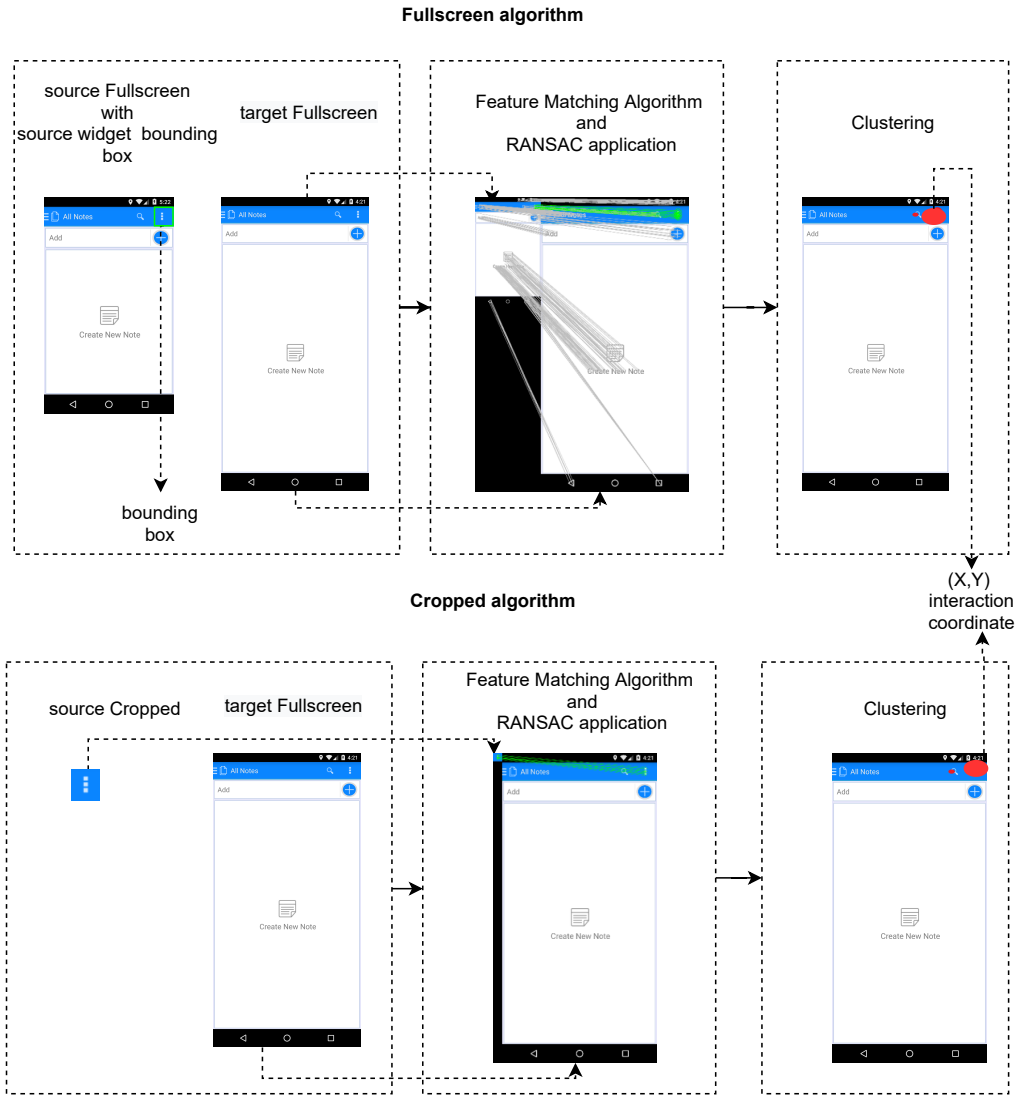 Fullscreen algorithm
source Fullscreen
with
source widget bounding
box
target Fullscreen
Feature Matching Algorithm
and
RANSAC application
Clustering
5:22
All Notes
Add
Create New Note
4:21
All Notes
Add
Create New Note
4:21
Add
Create New Note
4:21
All Notes
Add
Create New Note
bounding
box
(X,Y)
interaction
coordinate
Cropped algorithm
source Cropped
target Fullscreen
Feature Matching Algorithm
and
RANSAC application
Clustering
4:21
All Notes
Add
Create New Note
4:21
All Notes
Add
Create New Note
4:21
All Notes
Add
Create New Note